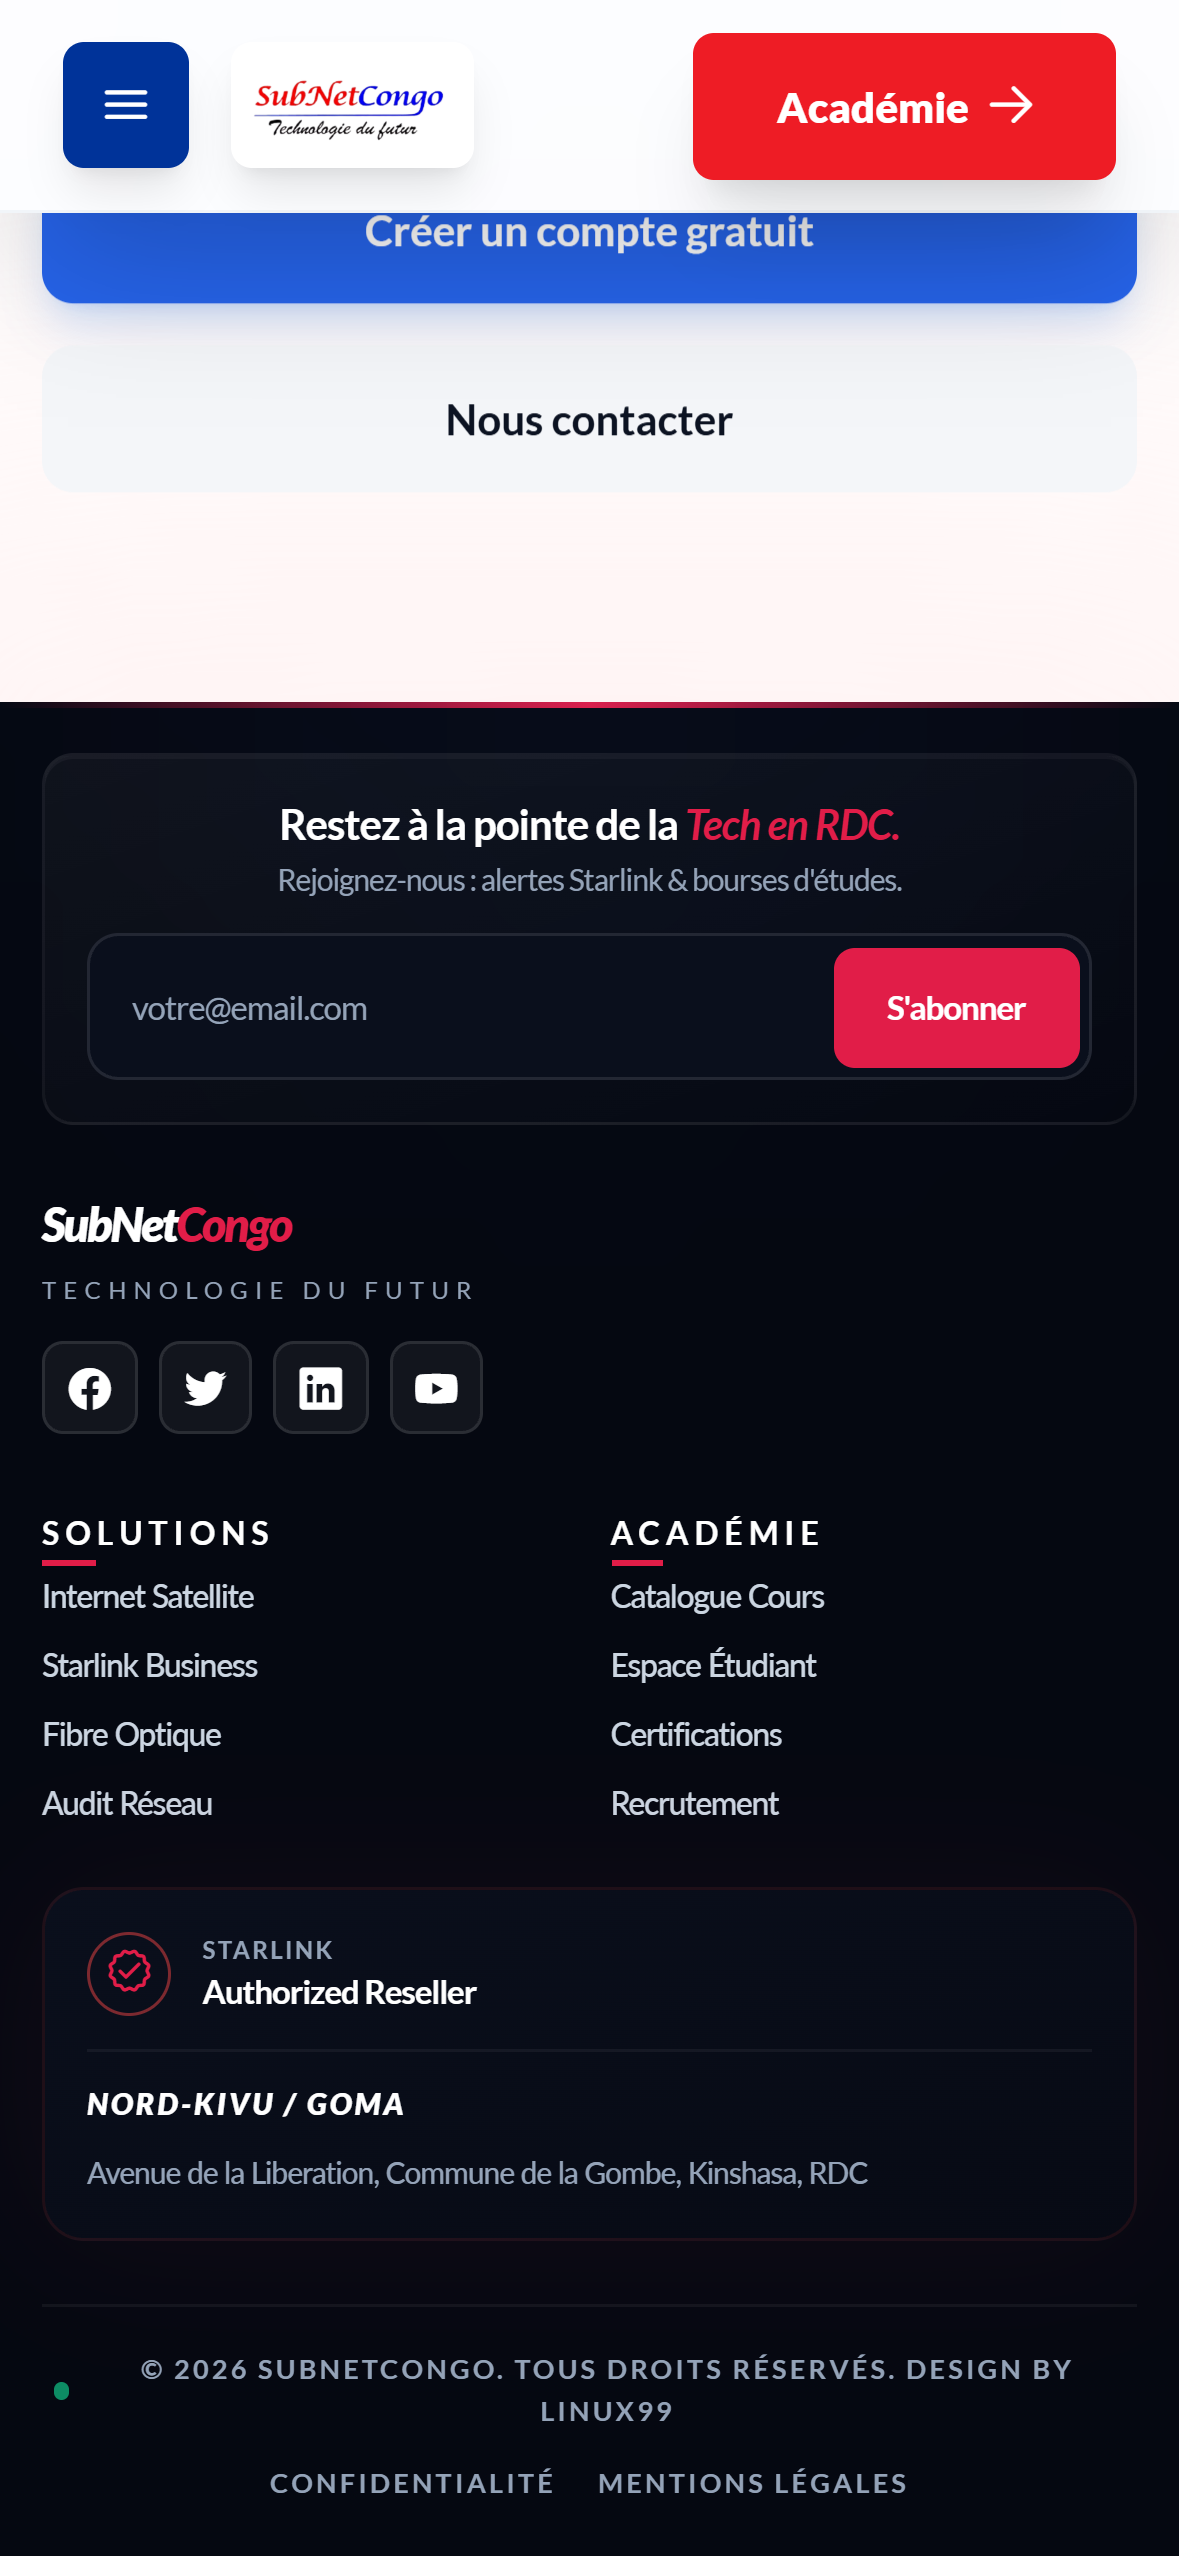 SubNetCongo
Technologie du futur
Académie
Créer un compte gratuit
Nous contacter
Restez à la pointe de la Tech en RDC.
Rejoignez-nous : alertes Starlink & bourses d'études.
votre@email.com
S'abonner
SubNetCongo
TECHNOLOGIE DU FUTUR
SOLUTIONS
Internet Satellite
Starlink Business
Fibre Optique
Audit Réseau
ACADÉMIE
Catalogue Cours
Espace Étudiant
Certifications
Recrutement
STARLINK
Authorized Reseller
NORD-KIVU / GOMA
Avenue de la Liberation, Commune de la Gombe, Kinshasa, RDC
© 2026 SUBNETCONGO. TOUS DROITS RÉSERVÉS. DESIGN BY
LINUX99
CONFIDENTIALITÉ MENTIONS LÉGALES